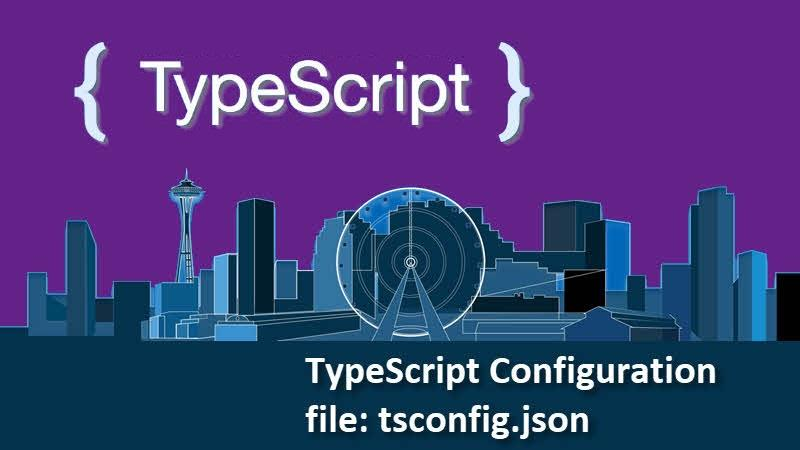 { TypeScript }
TypeScript Configuration
file: tsconfig.json